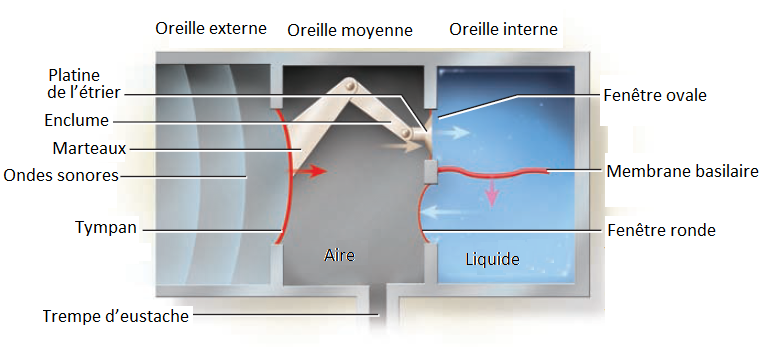 Oreille externe
Oreille moyenne
Oreille interne
Platine
de l'étrier
Enclume
Marteaux
Ondes sonores
Tympan
Trempe d'eustache
Aire
Liquide
Fenêtre ovale
Membrane basilaire
Fenêtre ronde